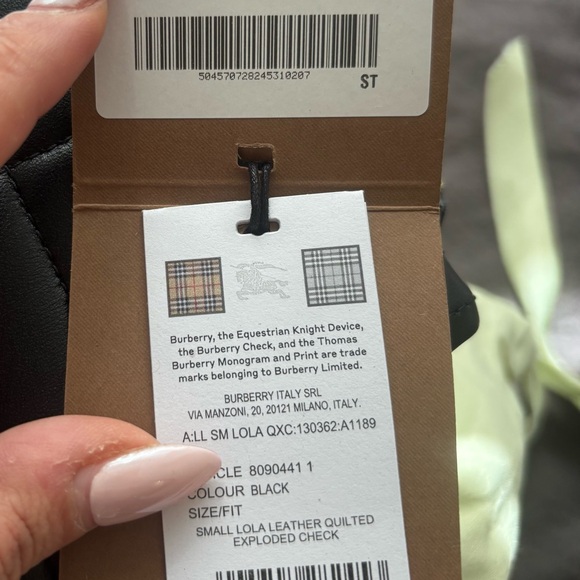 504570728245310207
ST
Burberry, the Equestrian Knight Device,
the Burberry Check, and the Thomas
Burberry Monogram and Print are trade
marks belonging to Burberry Limited.
BURBERRY ITALY SRL
VIA MANZONI, 20, 20121 MILANO, ITALY.
A:LL SM LOLA QXC:130362:A1189
8090441 1
COLOUR BLACK
SIZE/FIT
SMALL LOLA LEATHER QUILTED
EXPLODED CHECK